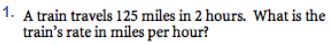 1. A train travels 125 miles in 2 hours. What is the
train's rate in miles per hour?